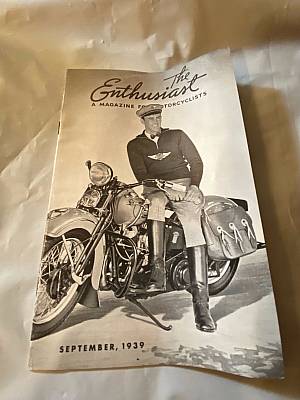 The
Enthusiast
A MAGAZINE FOR MOTORCYCLISTS
SEPTEMBER, 1939